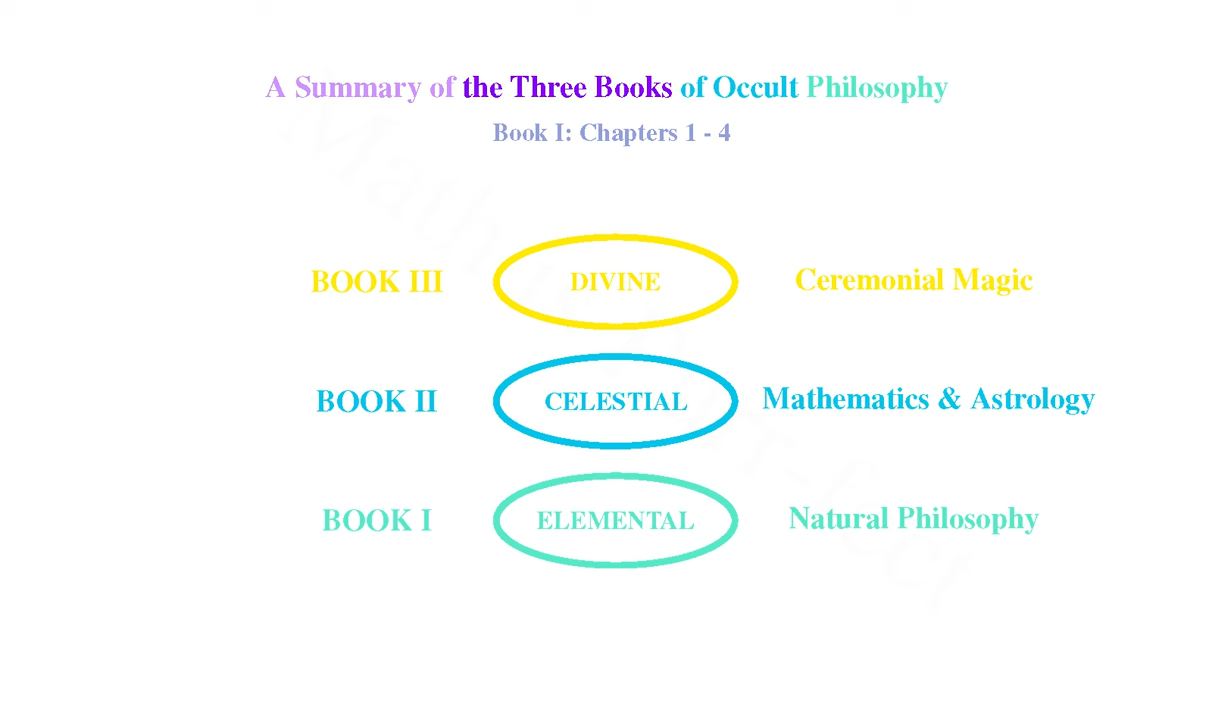 A Summary of the Three Books of Occult Philosophy
Book I: Chapters 1 - 4
BOOK III DIVINE Ceremonial Magic
BOOK II CELESTIAL Mathematics & Astrology
BOOK I ELEMENTAL Natural Philosophy